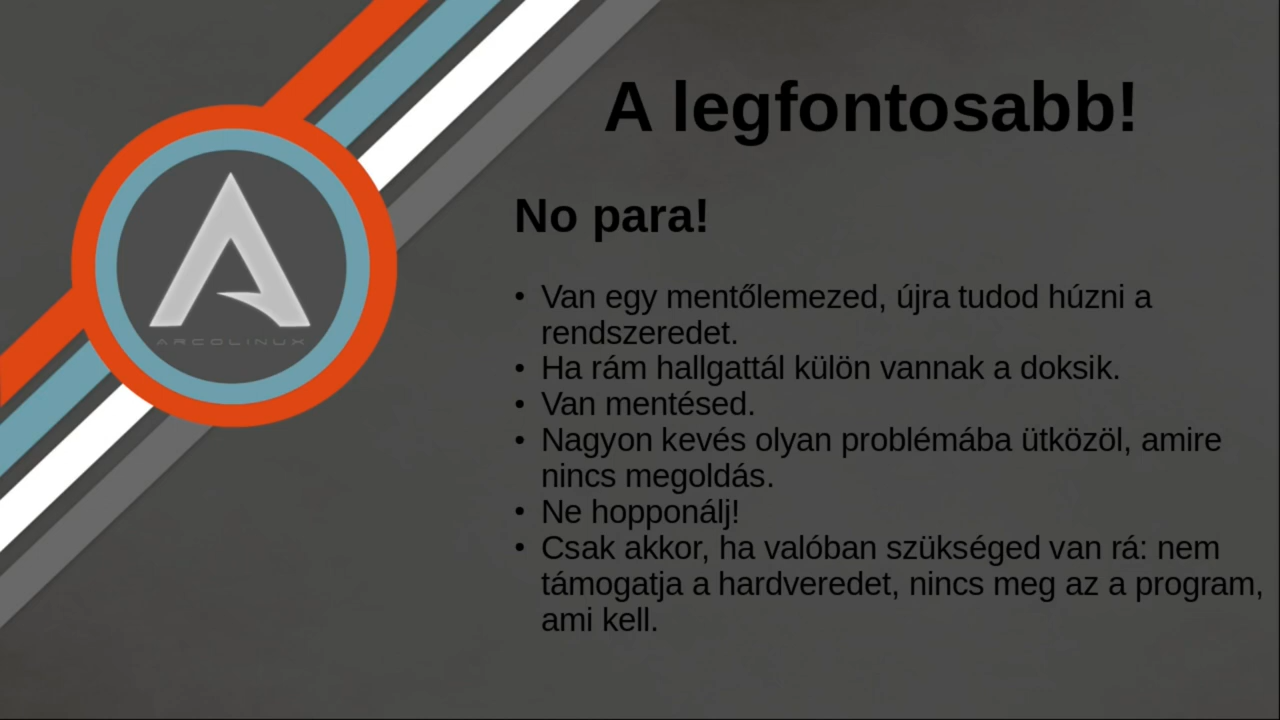 A legfontosabb!
ARCOLINUX
No para!
• Van egy mentőlemezed, újra tudod húzni a
rendszeredet.
• Ha rám hallgattál külön vannak a doksik.
• Van mentésed.
• Nagyon kevés olyan problémába ütközöl, amire
nincs megoldás.
• Ne hopponálj!
• Csak akkor, ha valóban szükséged van rá: nem
támogatja a hardveredet, nincs meg az a program,
ami kell.